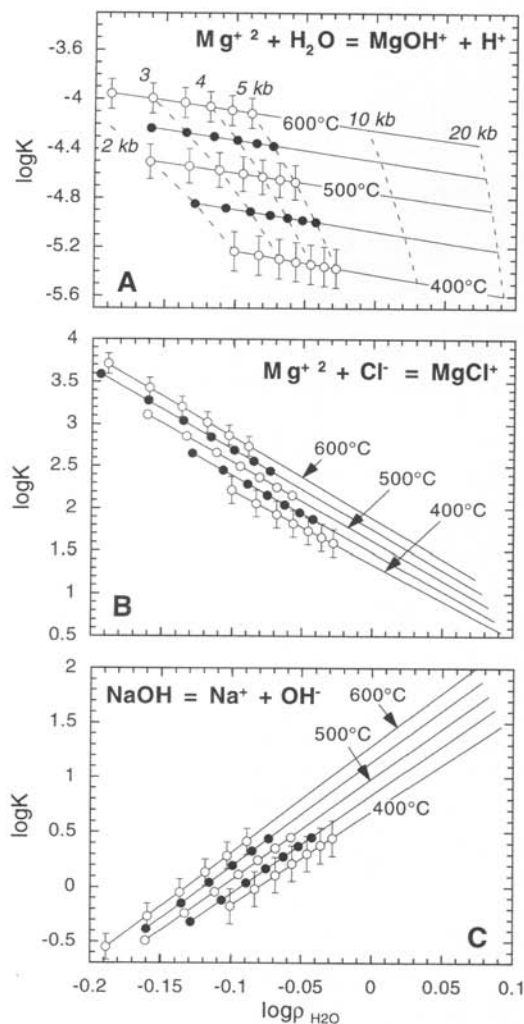 Mg+ 2 + H2O = MgOH+ + H+
-3.6
-4
-4.4
-4.8
-5.2
-5.6
logK
2 kb
3
4
5 kb
10 kb
20 kb
600°C
500°C
400°C
A
Mg+ 2 + Cl- = MgCl+
4
3.5
3
2.5
2
1.5
1
0.5
logK
600°C
500°C
400°C
B
NaOH = Na+ + OH-
2
1.5
1
0.5
0
-0.5
logK
600°C
500°C
400°C
C
-0.2
-0.15
-0.1
-0.05
0
0.05
0.1
logρ H2O